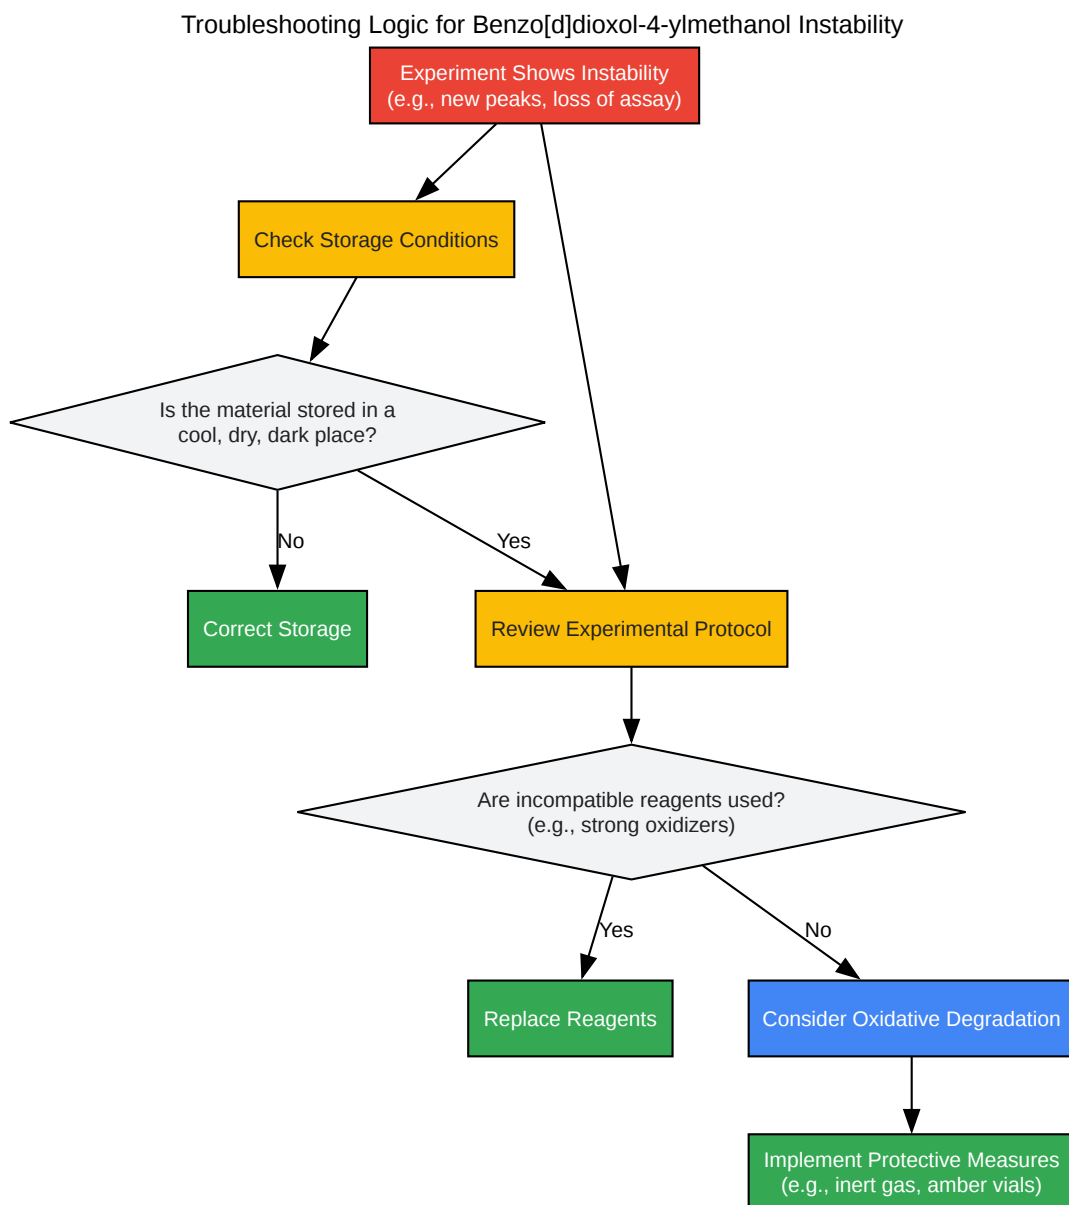 Troubleshooting Logic for Benzo[d]dioxol-4-ylmethanol Instability
Experiment Shows Instability
(e.g., new peaks, loss of assay)
Check Storage Conditions
Is the material stored in a
cool, dry, dark place?
No
Yes
Correct Storage
Review Experimental Protocol
Are incompatible reagents used?
(e.g., strong oxidizers)
Yes
No
Replace Reagents
Consider Oxidative Degradation
Implement Protective Measures
(e.g., inert gas, amber vials)